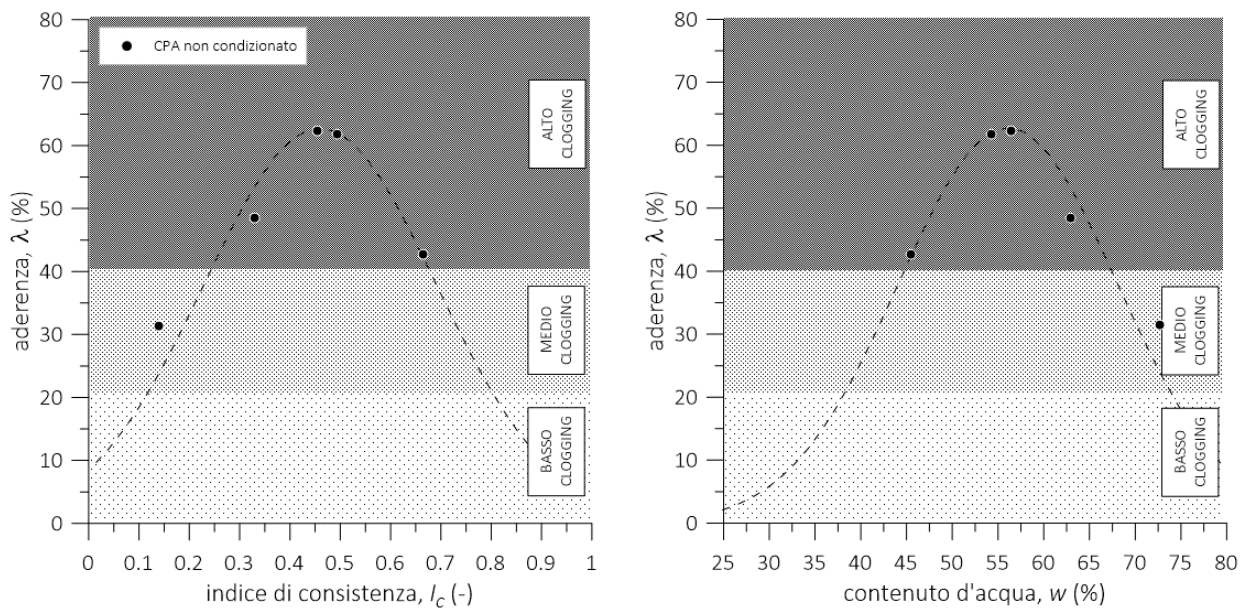 80
70
60
50
40
30
20
10
0
aderenza, λ (%)
CPA non condizionato
ALTO
CLOGGING
MEDIO
CLOGGING
BASSO
CLOGGING
0 0.1 0.2 0.3 0.4 0.5 0.6 0.7 0.8 0.9 1
indice di consistenza, I_c (-)
80
70
60
50
40
30
20
10
0
aderenza, λ (%)
ALTO
CLOGGING
MEDIO
CLOGGING
BASSO
CLOGGING
25 30 35 40 45 50 55 60 65 70 75 80
contenuto d'acqua, w (%)